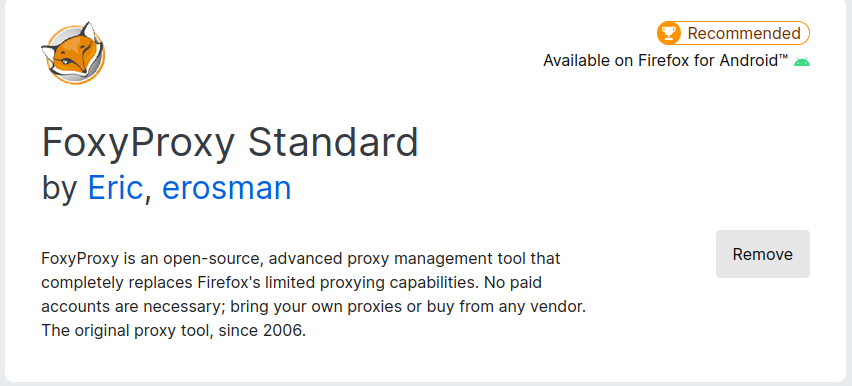 Recommended
Available on Firefox for Android™
FoxyProxy Standard
by Eric, erosman
FoxyProxy is an open-source, advanced proxy management tool that
completely replaces Firefox's limited proxying capabilities. No paid
accounts are necessary; bring your own proxies or buy from any vendor.
The original proxy tool, since 2006.
Remove